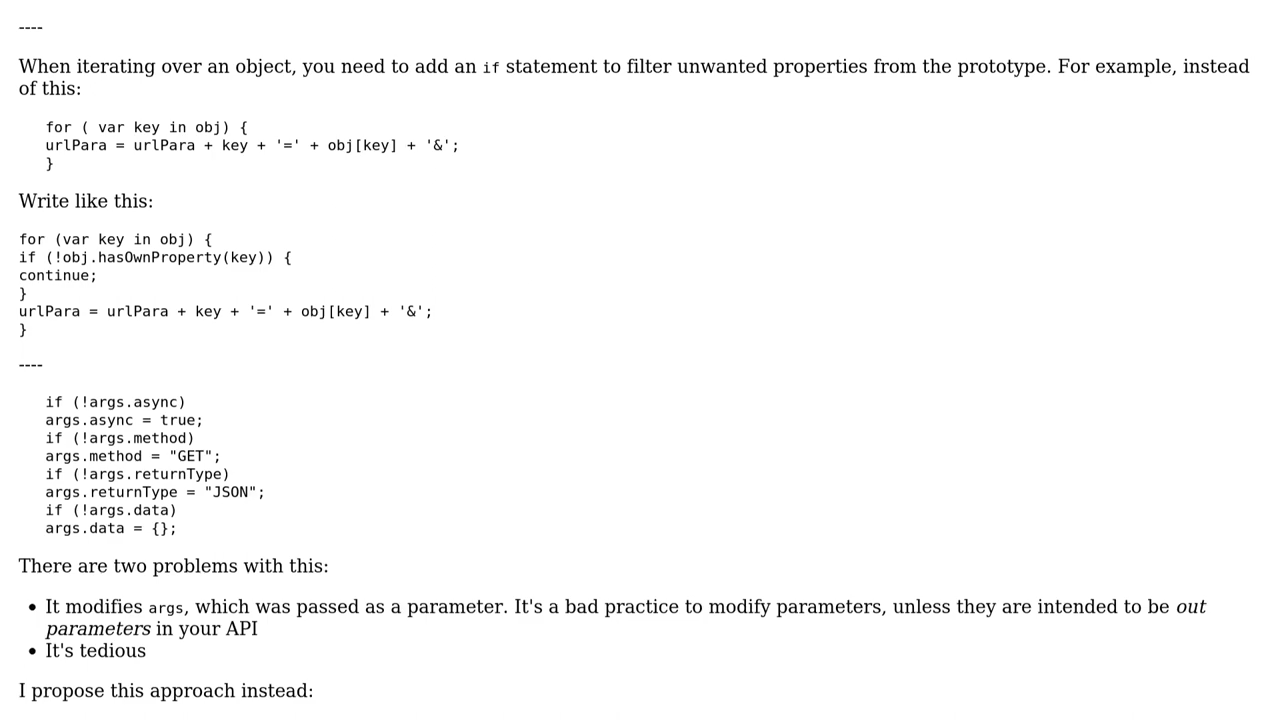 ----
When iterating over an object, you need to add an if statement to filter unwanted properties from the prototype. For example, instead
of this:
for ( var key in obj) {
urlPara = urlPara + key + '=' + obj[key] + '&';
}
Write like this:
for (var key in obj) {
if (!obj.hasOwnProperty(key)) {
continue;
}
urlPara = urlPara + key + '=' + obj[key] + '&';
}
----
if (!args.async)
args.async = true;
if (!args.method)
args.method = "GET";
if (!args.returnType)
args.returnType = "JSON";
if (!args.data)
args.data = {};
There are two problems with this:
• It modifies args, which was passed as a parameter. It's a bad practice to modify parameters, unless they are intended to be out
parameters in your API
• It's tedious
I propose this approach instead: